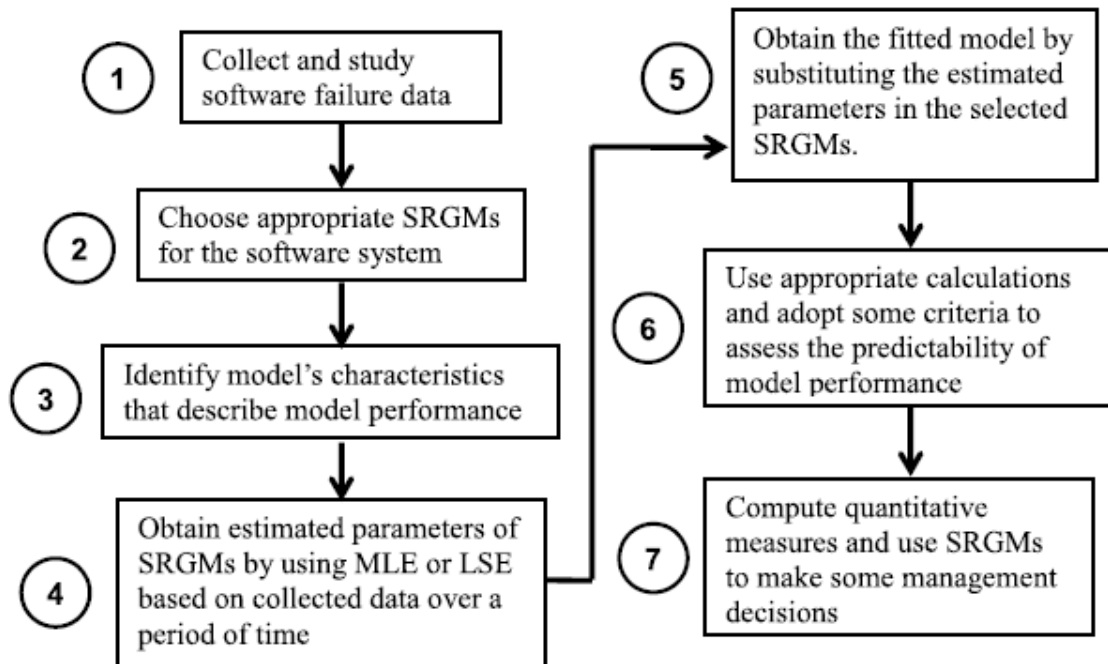 1
Collect and study
software failure data
2
Choose appropriate SRGMs
for the software system
3
Identify model’s characteristics
that describe model performance
4
Obtain estimated parameters of
SRGMs by using MLE or LSE
based on collected data over a
period of time
5
Obtain the fitted model by
substituting the estimated
parameters in the selected
SRGMs.
6
Use appropriate calculations
and adopt some criteria to
assess the predictability of
model performance
7
Compute quantitative
measures and use SRGMs
to make some management
decisions